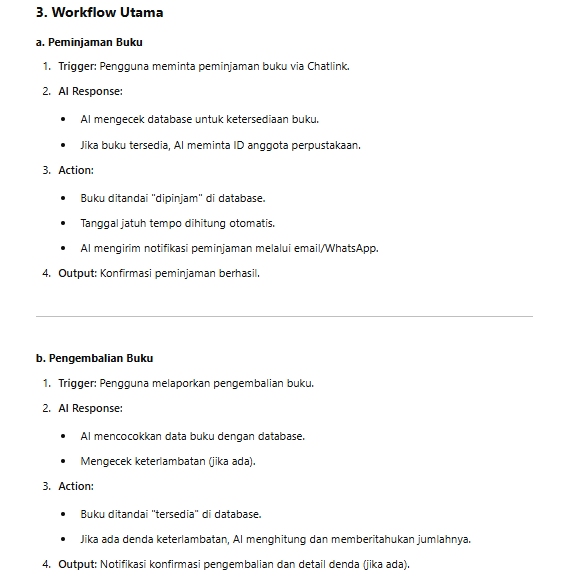 3. Workflow Utama
a. Peminjaman Buku
1. Trigger: Pengguna meminta peminjaman buku via Chatlink.
2. AI Response:
• AI mengecek database untuk ketersediaan buku.
• Jika buku tersedia, AI meminta ID anggota perpustakaan.
3. Action:
• Buku ditandai "dipinjam" di database.
• Tanggal jatuh tempo dihitung otomatis.
• AI mengirim notifikasi peminjaman melalui email/WhatsApp.
4. Output: Konfirmasi peminjaman berhasil.
b. Pengembalian Buku
1. Trigger: Pengguna melaporkan pengembalian buku.
2. AI Response:
• AI mencocokkan data buku dengan database.
• Mengecek keterlambatan (jika ada).
3. Action:
• Buku ditandai "tersedia" di database.
• Jika ada denda keterlambatan, AI menghitung dan memberitahukan jumlahnya.
4. Output: Notifikasi konfirmasi pengembalian dan detail denda (jika ada).